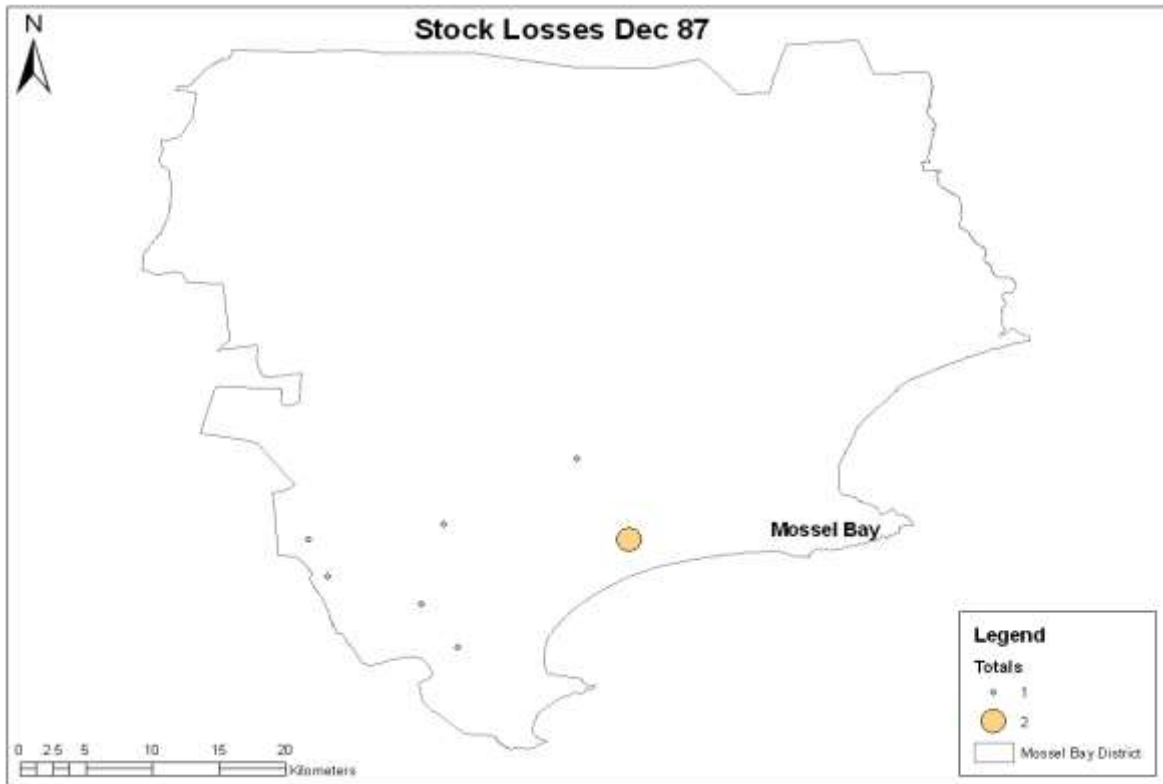 Stock Losses Dec 87
N
Mossel Bay
Legend
Totals
1
2
Mossel Bay District
0 2.5 5 10 15 20
Kilometers